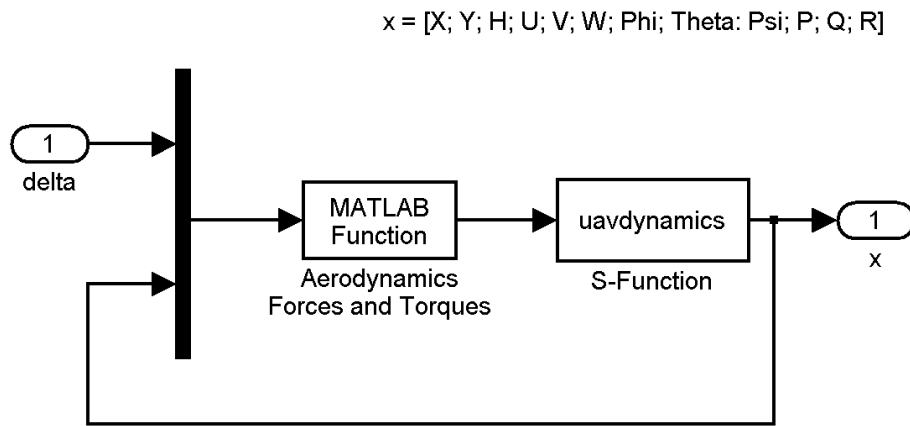 x = [X; Y; H; U; V; W; Phi; Theta: Psi; P; Q; R]
1
delta
MATLAB
Function
Aerodynamics
Forces and Torques
uavdynamics
S-Function
1
x